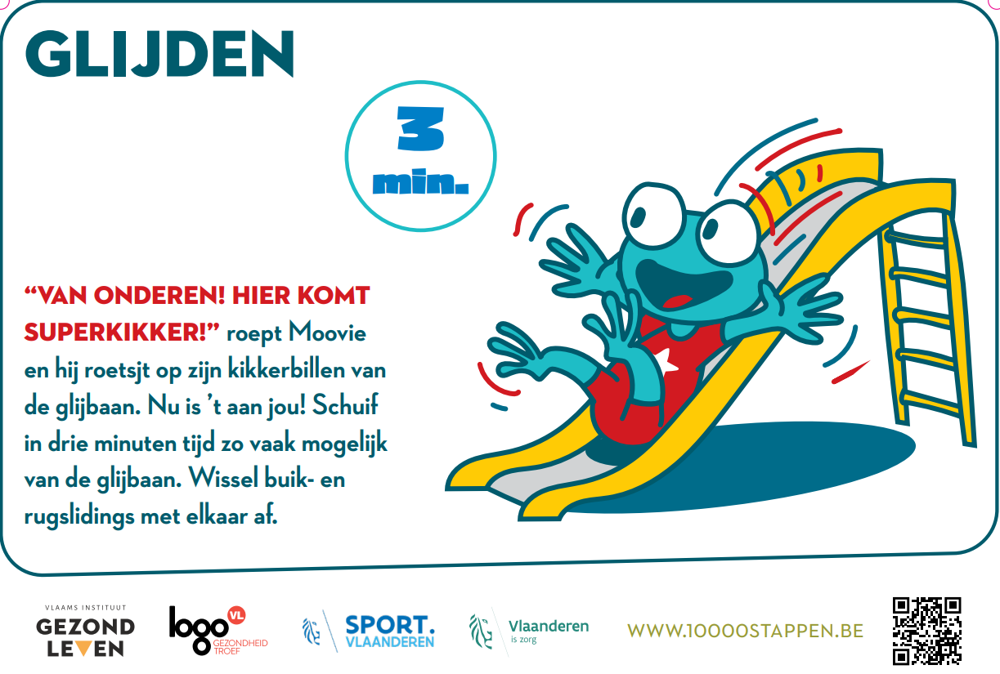 GLIJDEN
3
min.
“VAN ONDEREN! HIER KOMT
SUPERKIKKER!” roept Moovie
en hij roetsjt op zijn kikkerbillen van
de glijbaan. Nu is ’t aan jou! Schuif
in drie minuten tijd zo vaak mogelijk
van de glijbaan. Wissel buik- en
rugslidings met elkaar af.
VLAAMS INSTITUUT
GEZOND
LEVEN
logo VL
GEZONDHEID
TROEF
SPORT.
VLAANDEREN
Vlaanderen
is zorg
WWW.10000STAPPEN.BE